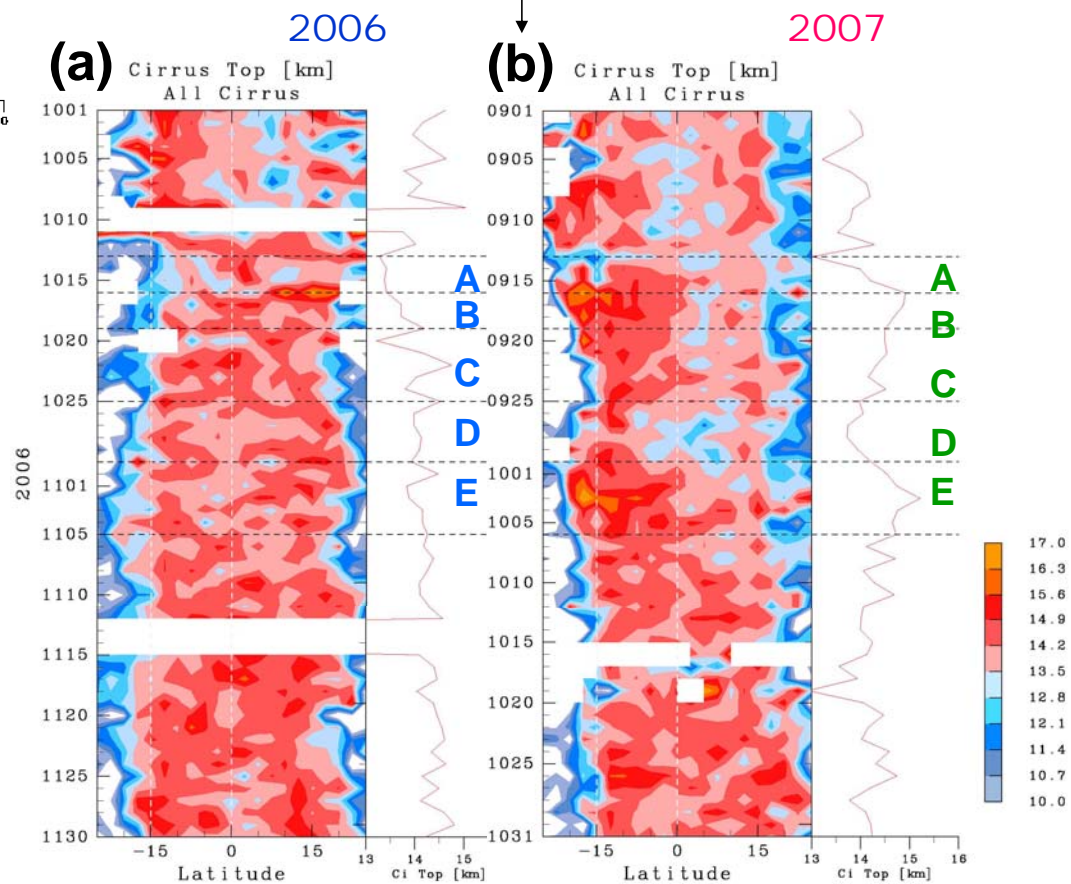 2006
2007
(a)
Cirrus Top [km]
All Cirrus
(b)
Cirrus Top [km]
All Cirrus
1001
1005
1010
1015
1020
1025
1101
1105
1110
1115
1120
1125
1130
2006
-15
0
15
Latitude
13
14
15
Ci Top [km]
A
B
C
D
E
0901
0905
0910
0915
0920
0925
1001
1005
1010
1015
1020
1025
1031
-15
0
15
Latitude
13
14
15
16
Ci Top [km]
A
B
C
D
E
17.0
16.3
15.6
14.9
14.2
13.5
12.8
12.1
11.4
10.7
10.0